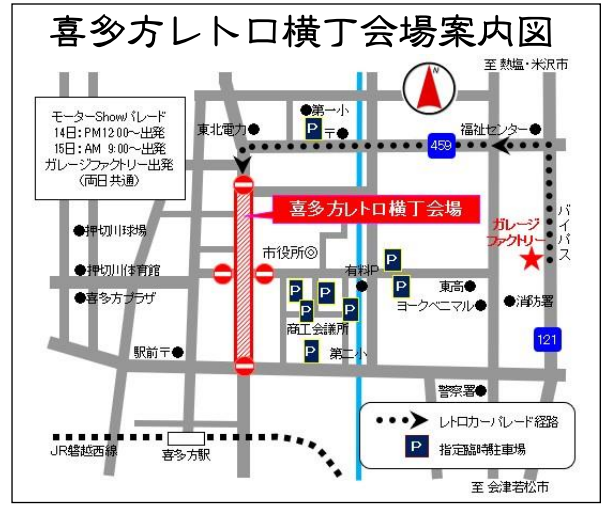 喜多方レトロ横丁会場案内図
至 熱塩・米沢市
N
モーターShowパレード
14日:PM12:00~出発
15日:AM 9:00~出発
ガレージファクトリー出発
(両日共通)
第一小
P
〒
東北電力
459
福祉センター
喜多方レトロ横丁会場
ガレージ
ファクトリー
バイパス
押切川球場
市役所
押切川体育館
有料P
P
P
東高
喜多方プラザ
P
P
P
P
ヨークベニマル
消防署
商工会議所
121
駅前〒
P
第二小
警察署
レトロカーパレード経路
P
指定臨時駐車場
JR磐越西線
喜多方駅
至 会津若松市